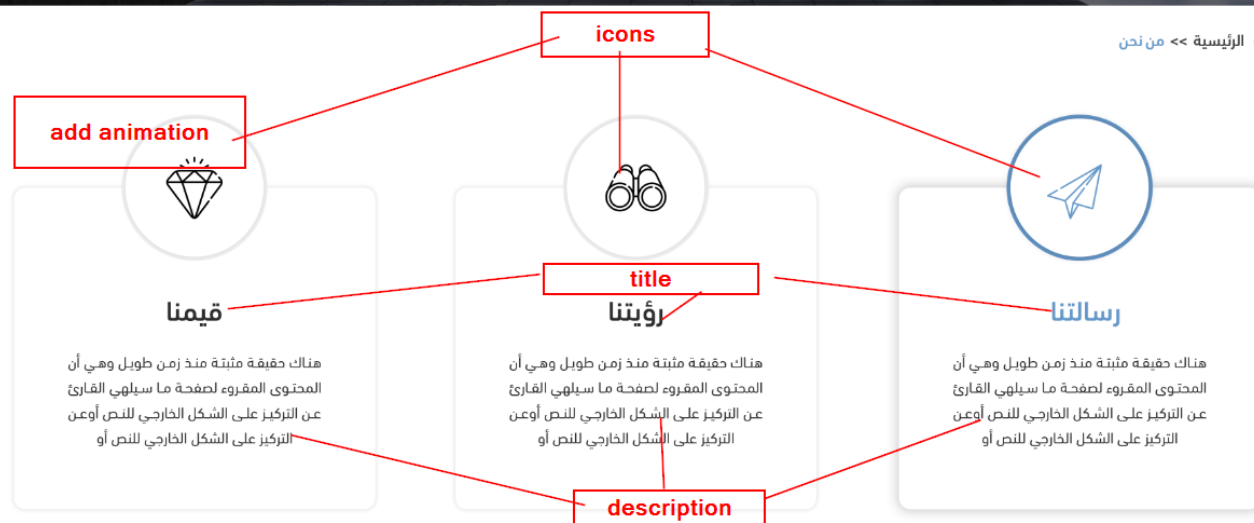 icons
الرئيسية >> من نحن
add animation
title
رسالتنا
هناك حقيقة مثبتة منذ زمن طويل وهي أن
المحتوى المقروء لصفحة ما سيلهي القارئ
عن التركيز على الشكل الخارجي للنص أوعن
التركيز على الشكل الخارجي للنص أو
رؤيتنا
هناك حقيقة مثبتة منذ زمن طويل وهي أن
المحتوى المقروء لصفحة ما سيلهي القارئ
عن التركيز على الشكل الخارجي للنص أوعن
التركيز على الشكل الخارجي للنص أو
قيمنا
هناك حقيقة مثبتة منذ زمن طويل وهي أن
المحتوى المقروء لصفحة ما سيلهي القارئ
عن التركيز على الشكل الخارجي للنص أوعن
التركيز على الشكل الخارجي للنص أو
description